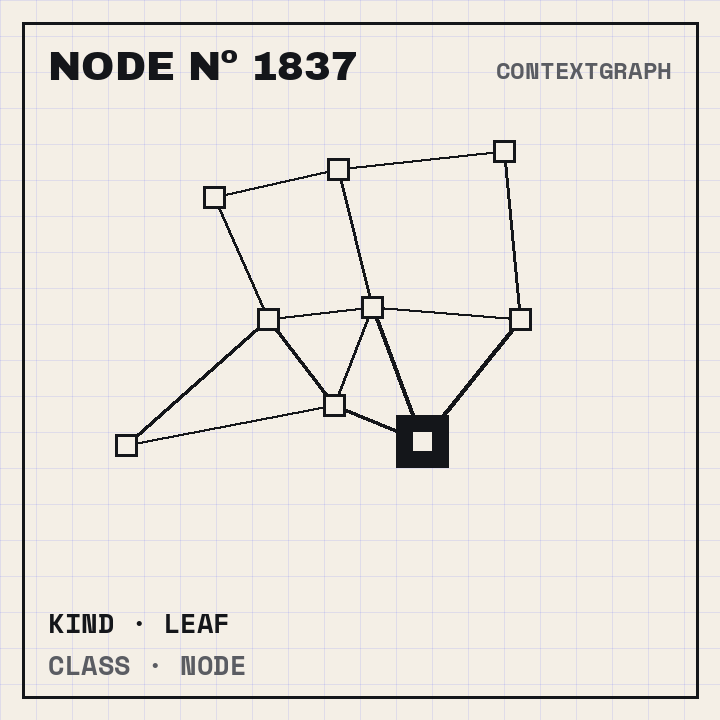 NODE Nº 1837
CONTEXTGRAPH
KIND · LEAF
CLASS · NODE